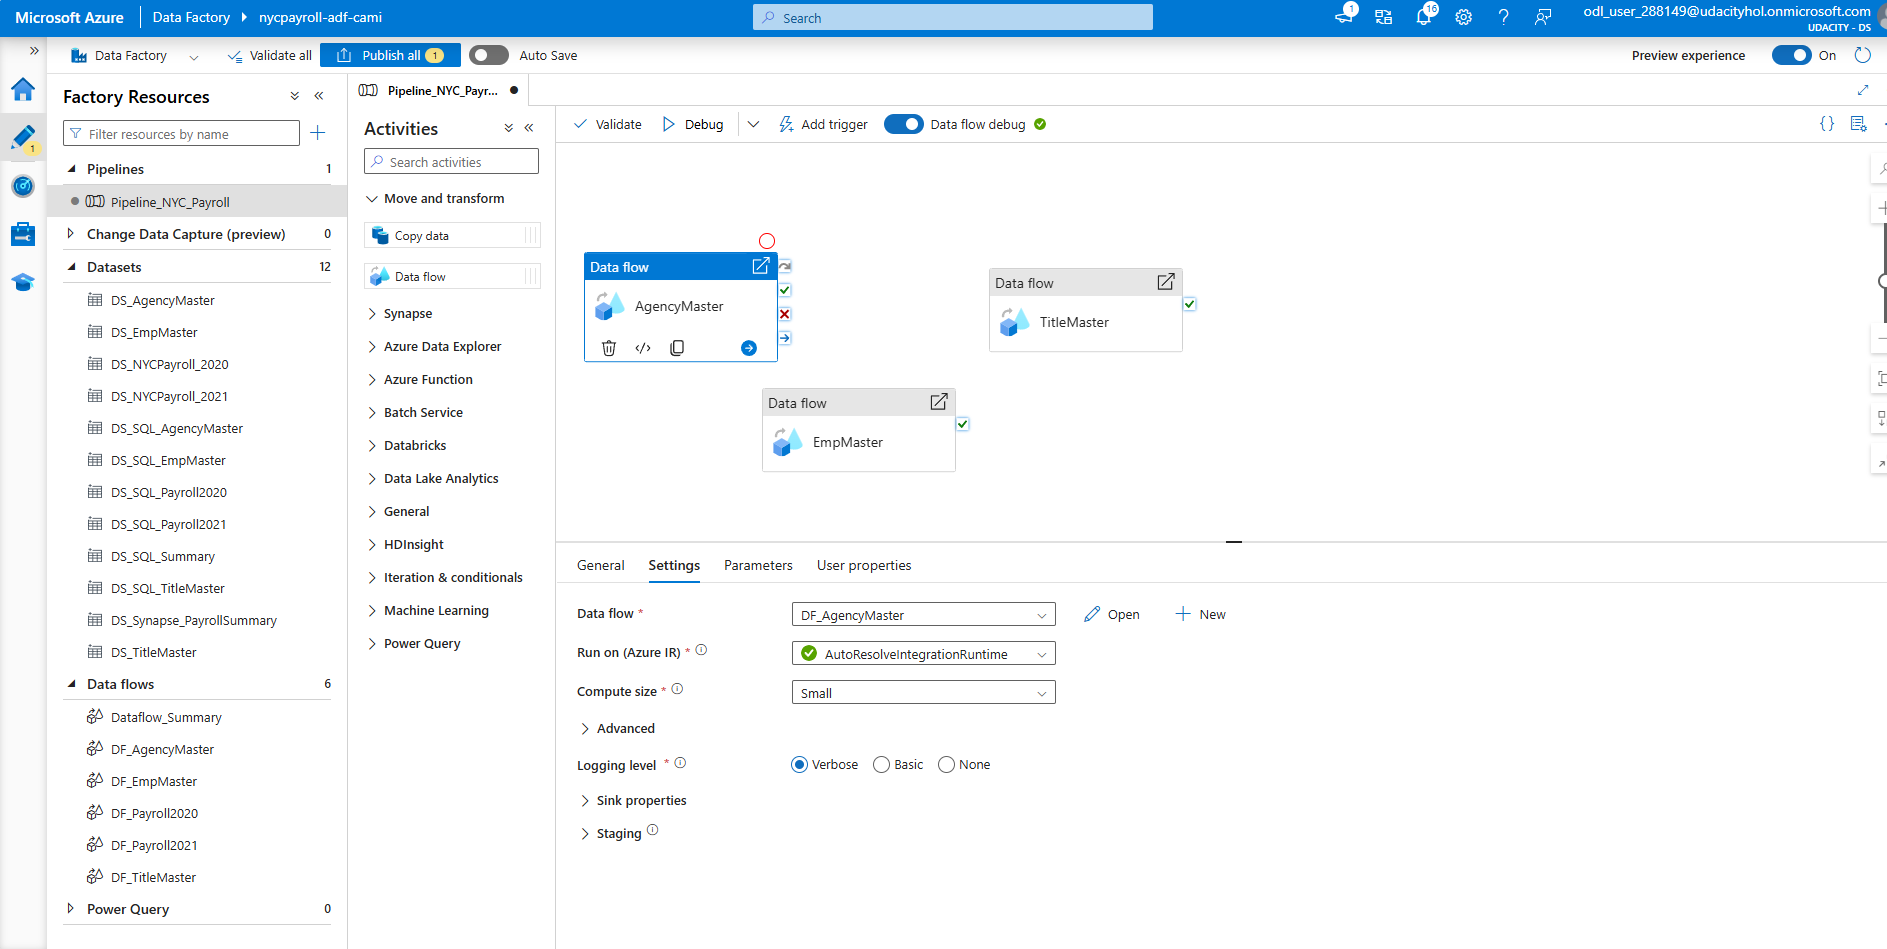 Microsoft Azure
Data Factory
nycpayroll-adf-cami
Search
1
16
odl_user_288149@udacityhol.onmicrosoft.com
UDACITY - DS
Data Factory
Validate all
Publish all 1
Auto Save
Preview experience
On
1
Factory Resources
Filter resources by name
Pipelines 1
Pipeline_NYC_Payroll
Change Data Capture (preview) 0
Datasets 12
DS_AgencyMaster
DS_EmpMaster
DS_NYCPayroll_2020
DS_NYCPayroll_2021
DS_SQL_AgencyMaster
DS_SQL_EmpMaster
DS_SQL_Payroll2020
DS_SQL_Payroll2021
DS_SQL_Summary
DS_SQL_TitleMaster
DS_Synapse_PayrollSummary
DS_TitleMaster
Data flows 6
Dataflow_Summary
DF_AgencyMaster
DF_EmpMaster
DF_Payroll2020
DF_Payroll2021
DF_TitleMaster
Power Query 0
Pipeline_NYC_Payr...
Activities
Search activities
Move and transform
Copy data
Data flow
Synapse
Azure Data Explorer
Azure Function
Batch Service
Databricks
Data Lake Analytics
General
HDInsight
Iteration & conditionals
Machine Learning
Power Query
Validate
Debug
Add trigger
Data flow debug
Data flow
AgencyMaster
Data flow
TitleMaster
Data flow
EmpMaster
General
Settings
Parameters
User properties
Data flow *
DF_AgencyMaster
Open
New
Run on (Azure IR) *
AutoResolveIntegrationRuntime
Compute size *
Small
Advanced
Logging level *
Verbose
Basic
None
Sink properties
Staging